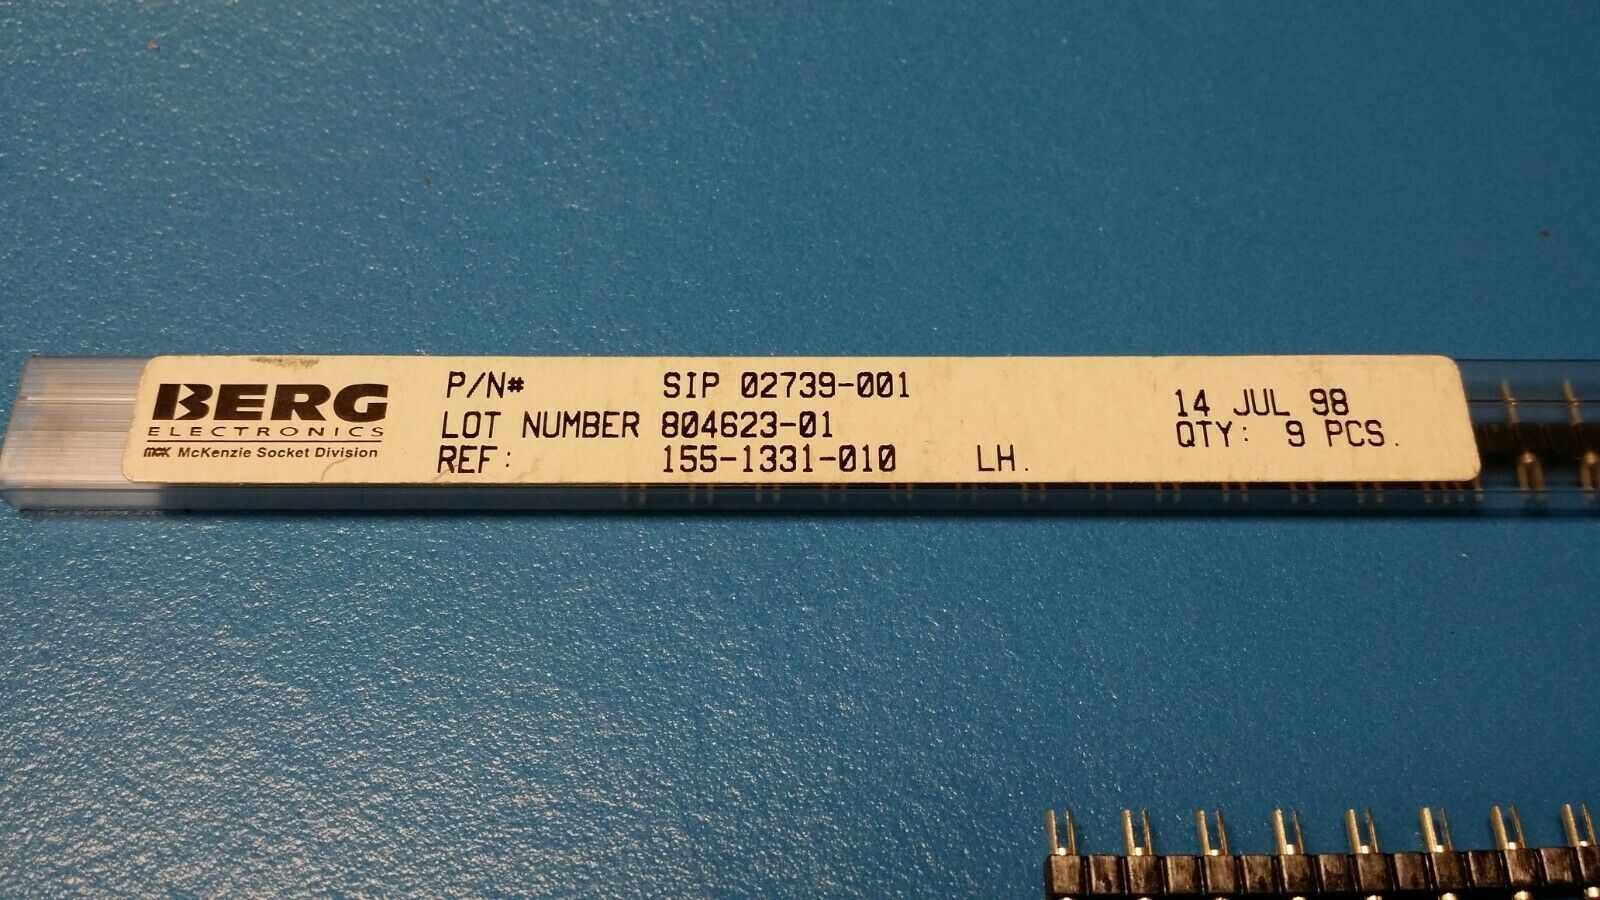 BERG
ELECTRONICS
mex McKenzie Socket Division
P/N# SIP 02739-001
LOT NUMBER 804623-01
REF: 155-1331-010 LH.
14 JUL 98
QTY: 9 PCS.